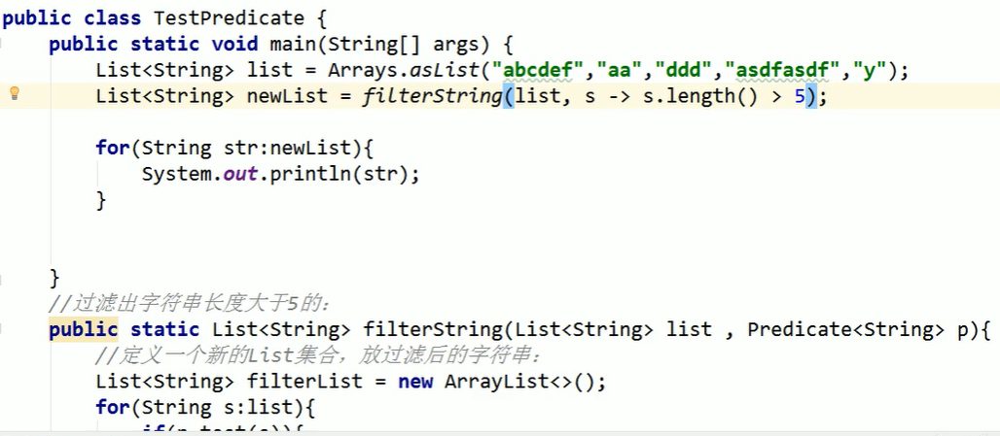 public class TestPredicate {
public static void main(String[] args) {
List<String> list = Arrays.asList("abcdef","aa","ddd","asdfasdf","y");
List<String> newList = filterString(list, s -> s.length() > 5);
for(String str:newList){
System.out.println(str);
}
}
//过滤出字符串长度大于5的：
public static List<String> filterString(List<String> list , Predicate<String> p){
//定义一个新的List集合，放过滤后的字符串：
List<String> filterList = new ArrayList<>();
for(String s:list){
if(p.test(s)){